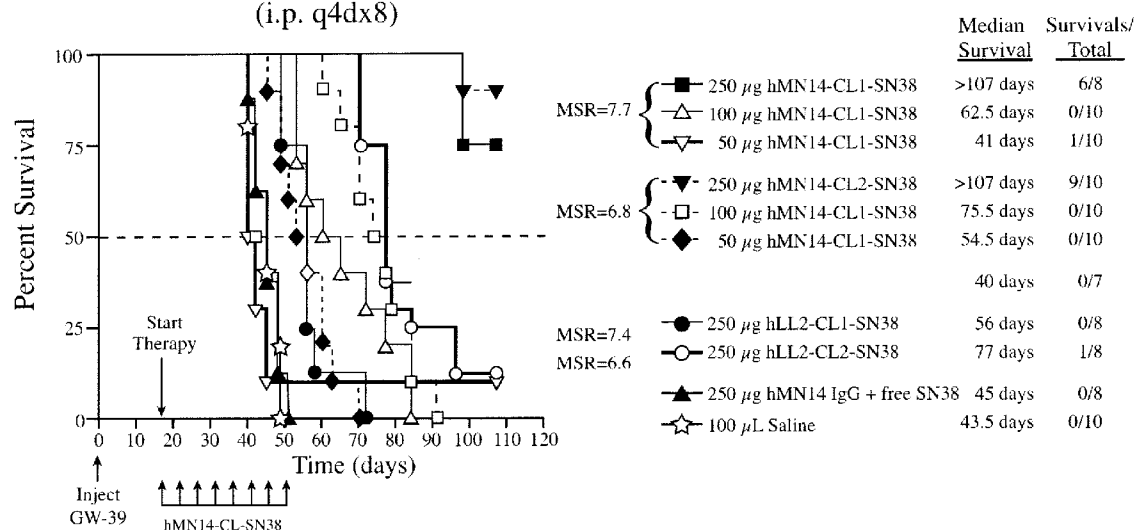 (i.p. q4dx8)
Median Survivals/
Survival Total
100
75
50
25
0
Percent Survival
Start
Therapy
0 10 20 30 40 50 60 70 80 90 100 110 120
Time (days)
Inject
GW-39
hMN14-CL-SN38
MSR=7.7
250 µg hMN14-CL1-SN38 >107 days 6/8
100 µg hMN14-CL1-SN38 62.5 days 0/10
50 µg hMN14-CL1-SN38 41 days 1/10
MSR=6.8
250 µg hMN14-CL2-SN38 >107 days 9/10
100 µg hMN14-CL1-SN38 75.5 days 0/10
50 µg hMN14-CL1-SN38 54.5 days 0/10
40 days 0/7
MSR=7.4
250 µg hLL2-CL1-SN38 56 days 0/8
MSR=6.6
250 µg hLL2-CL2-SN38 77 days 1/8
250 µg hMN14 IgG + free SN38 45 days 0/8
100 µL Saline 43.5 days 0/10